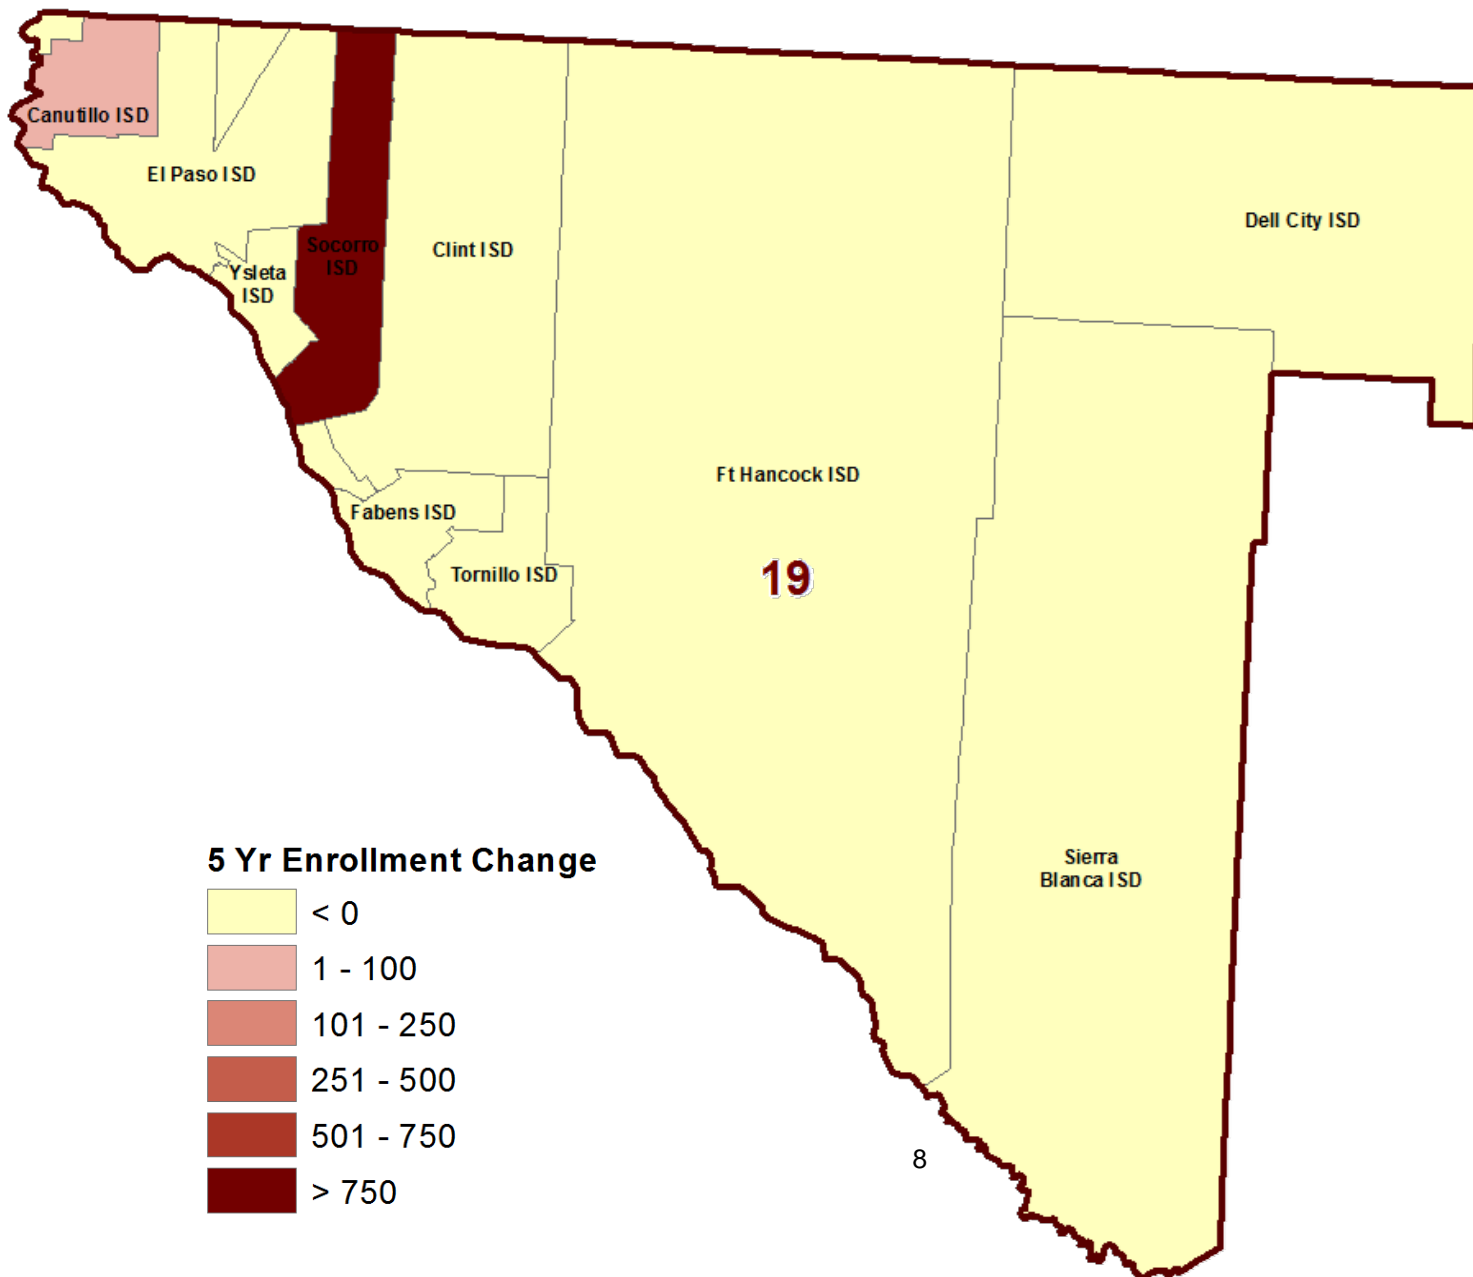 Canutillo ISD
El Paso ISD
Dell City ISD
Socorro
ISD
Clint ISD
Ysleta
ISD
Ft Hancock ISD
Fabens ISD
Tornillo ISD
19
Sierra
Blanca ISD
5 Yr Enrollment Change
< 0
1 - 100
101 - 250
251 - 500
501 - 750
> 750
8